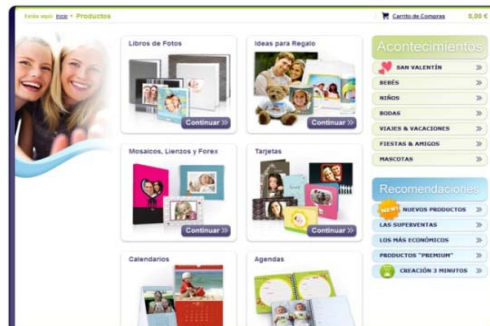 Estás aquí: Inicio • Productos
Carrito de Compras 0,00 €
Libros de Fotos
Continuar
Ideas para Regalo
Continuar
Mosaicos, Lienzos y Forex
Continuar
Tarjetas
Continuar
Calendarios
Agendas
Acontecimientos
SAN VALENTÍN
BEBÉS
NIÑOS
BODAS
VIAJES & VACACIONES
FIESTAS & AMIGOS
MASCOTAS
Recomendaciones
NEW! NUEVOS PRODUCTOS
LAS SUPERVENTAS
LOS MÁS ECONÓMICOS
PRODUCTOS "PREMIUM"
CREACIÓN 3 MINUTOS